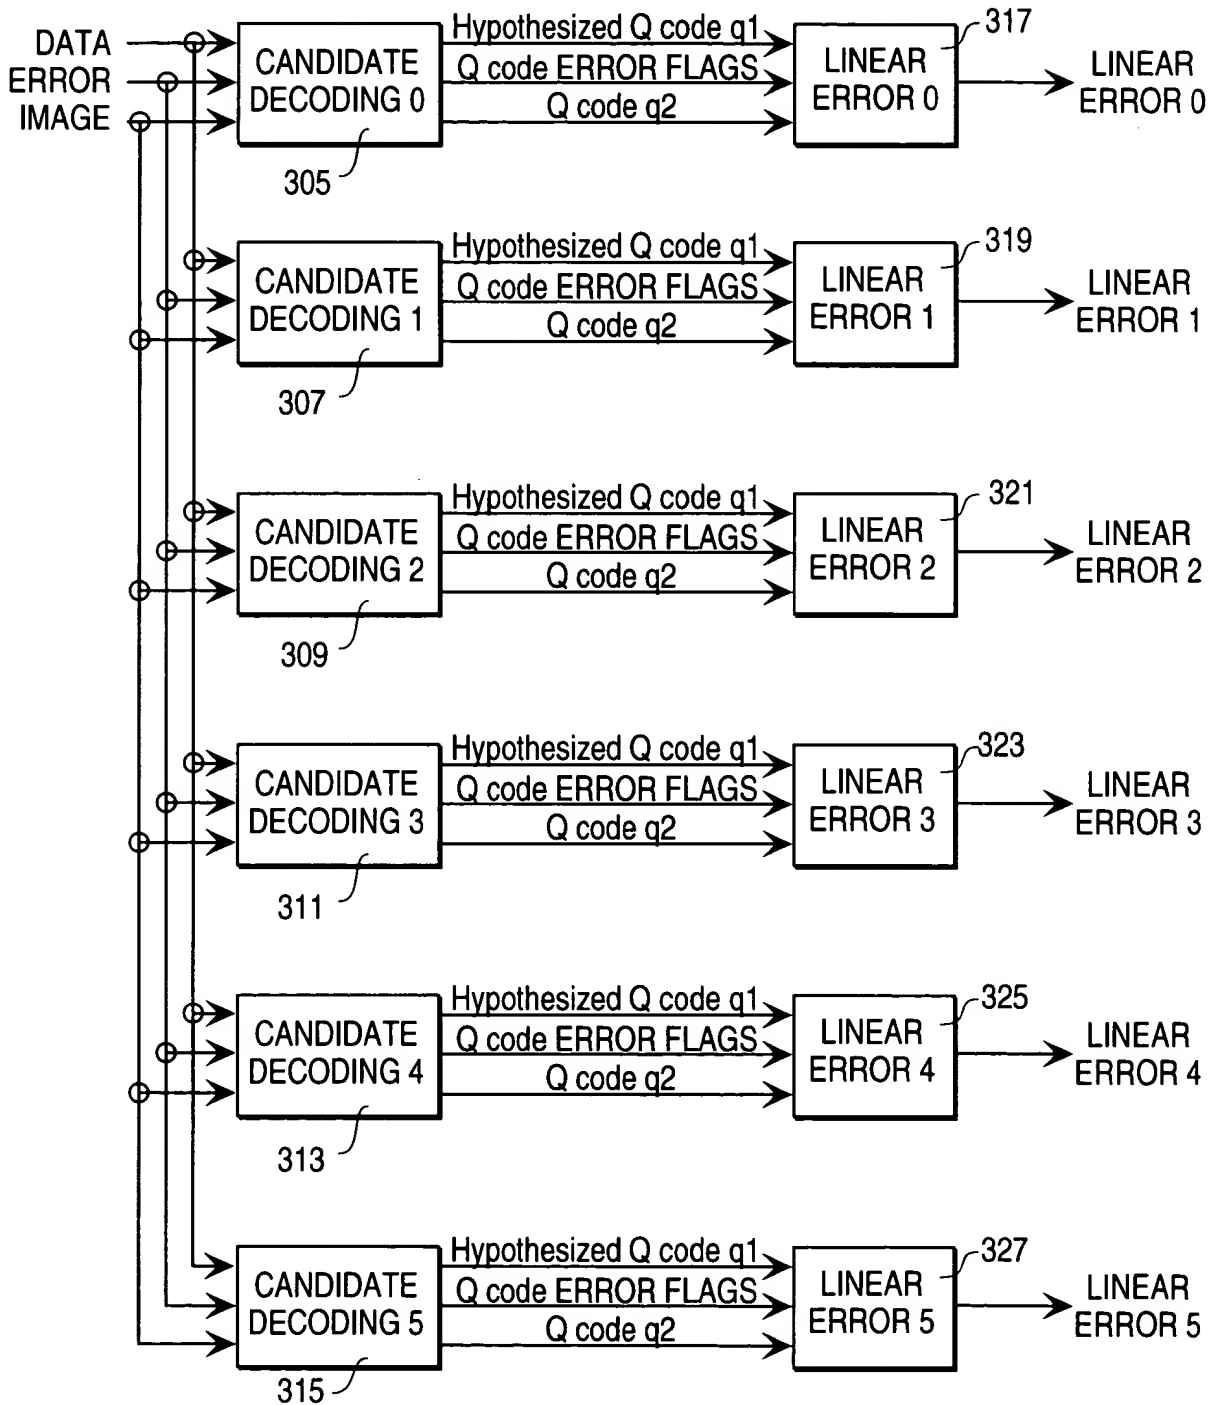 DATA
ERROR
IMAGE
CANDIDATE
DECODING 0
305
Hypothesized Q code q1
Q code ERROR FLAGS
Q code q2
LINEAR
ERROR 0
317
LINEAR
ERROR 0
CANDIDATE
DECODING 1
307
Hypothesized Q code q1
Q code ERROR FLAGS
Q code q2
LINEAR
ERROR 1
319
LINEAR
ERROR 1
CANDIDATE
DECODING 2
309
Hypothesized Q code q1
Q code ERROR FLAGS
Q code q2
LINEAR
ERROR 2
321
LINEAR
ERROR 2
CANDIDATE
DECODING 3
311
Hypothesized Q code q1
Q code ERROR FLAGS
Q code q2
LINEAR
ERROR 3
323
LINEAR
ERROR 3
CANDIDATE
DECODING 4
313
Hypothesized Q code q1
Q code ERROR FLAGS
Q code q2
LINEAR
ERROR 4
325
LINEAR
ERROR 4
CANDIDATE
DECODING 5
315
Hypothesized Q code q1
Q code ERROR FLAGS
Q code q2
LINEAR
ERROR 5
327
LINEAR
ERROR 5